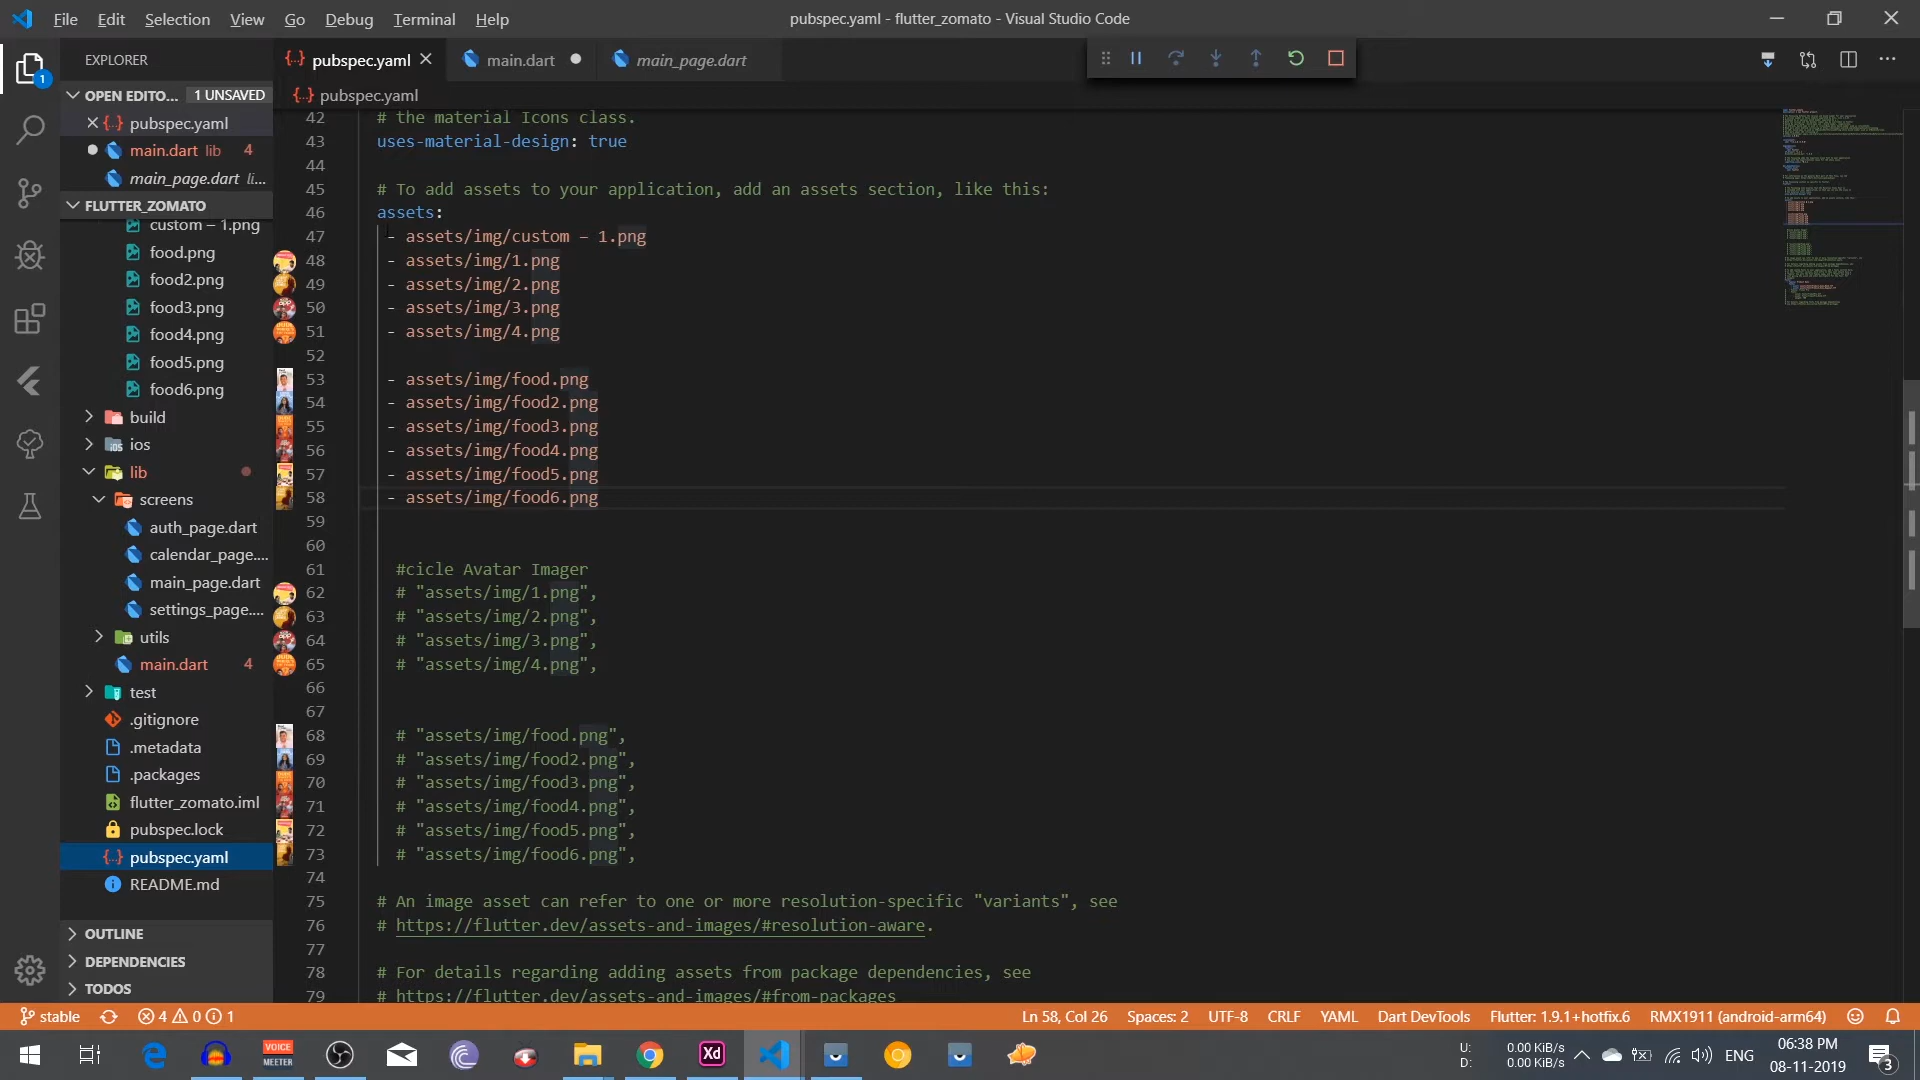 File Edit Selection View Go Debug Terminal Help
pubspec.yaml - flutter_zomato - Visual Studio Code
EXPLORER
pubspec.yaml
main.dart
main_page.dart
OPEN EDITO... 1 UNSAVED
pubspec.yaml
main.dart lib 4
main_page.dart li...
FLUTTER_ZOMATO
custom – 1.png
food.png
food2.png
food3.png
food4.png
food5.png
food6.png
build
ios
lib
screens
auth_page.dart
calendar_page....
main_page.dart
settings_page....
utils
main.dart 4
test
.gitignore
.metadata
.packages
flutter_zomato.iml
pubspec.lock
pubspec.yaml
README.md
OUTLINE
DEPENDENCIES
TODOS
1
pubspec.yaml
42 # the material Icons class.
43 uses-material-design: true
44
45 # To add assets to your application, add an assets section, like this:
46 assets:
47 - assets/img/custom – 1.png
48 - assets/img/1.png
49 - assets/img/2.png
50 - assets/img/3.png
51 - assets/img/4.png
52
53 - assets/img/food.png
54 - assets/img/food2.png
55 - assets/img/food3.png
56 - assets/img/food4.png
57 - assets/img/food5.png
58 - assets/img/food6.png
59
60
61 #cicle Avatar Imager
62 # "assets/img/1.png",
63 # "assets/img/2.png",
64 # "assets/img/3.png",
65 # "assets/img/4.png",
66
67
68 # "assets/img/food.png",
69 # "assets/img/food2.png",
70 # "assets/img/food3.png",
71 # "assets/img/food4.png",
72 # "assets/img/food5.png",
73 # "assets/img/food6.png",
74
75 # An image asset can refer to one or more resolution-specific "variants", see
76 # https://flutter.dev/assets-and-images/#resolution-aware.
77
78 # For details regarding adding assets from package dependencies, see
79 # https://flutter.dev/assets-and-images/#from-packages
stable 4 0 1 Ln 58, Col 26 Spaces: 2 UTF-8 CRLF YAML Dart DevTools Flutter: 1.9.1+hotfix.6 RMX1911 (android-arm64)
VOICE
MEETER
Xd
U: 0.00 KiB/s
D: 0.00 KiB/s
ENG
06:38 PM
08-11-2019
3